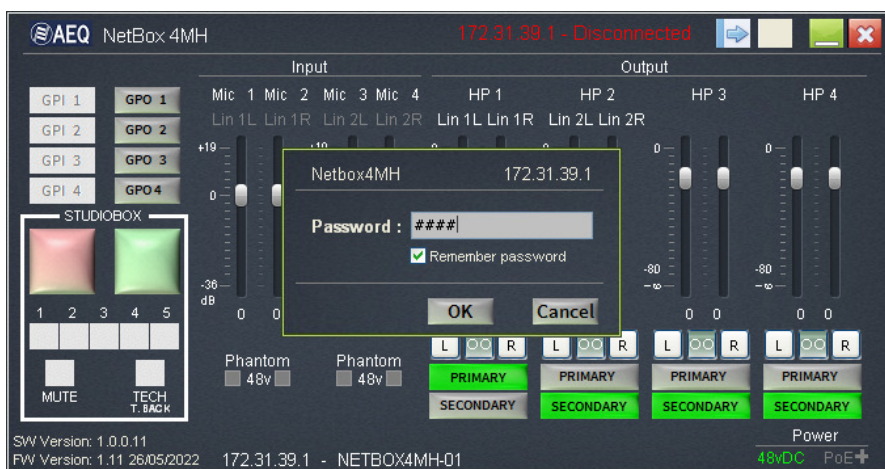 AEQ NetBox 4MH 172.31.39.1 - Disconnected
Input Output
GPI 1 GPO 1
GPI 2 GPO 2
GPI 3 GPO 3
GPI 4 GPO 4
Mic 1 Mic 2 Mic 3 Mic 4 HP 1 HP 2 HP 3 HP 4
Lin 1L Lin 1R Lin 2L Lin 2R Lin 1L Lin 1R Lin 2L Lin 2R
+19 0 0
0
-36 -80 -80
dB -∞ -∞
0 0 0 0 0
Netbox4MH 172.31.39.1
Password : ####
Remember password
OK Cancel
STUDIOBOX
1 2 3 4 5
MUTE TECH
T. BACK
Phantom Phantom
48v 48v
L R L R L R L R
PRIMARY PRIMARY PRIMARY PRIMARY
SECONDARY SECONDARY SECONDARY SECONDARY
SW Version: 1.0.0.11
FW Version: 1.11 26/05/2022 172.31.39.1 - NETBOX4MH-01
Power
48vDC PoE